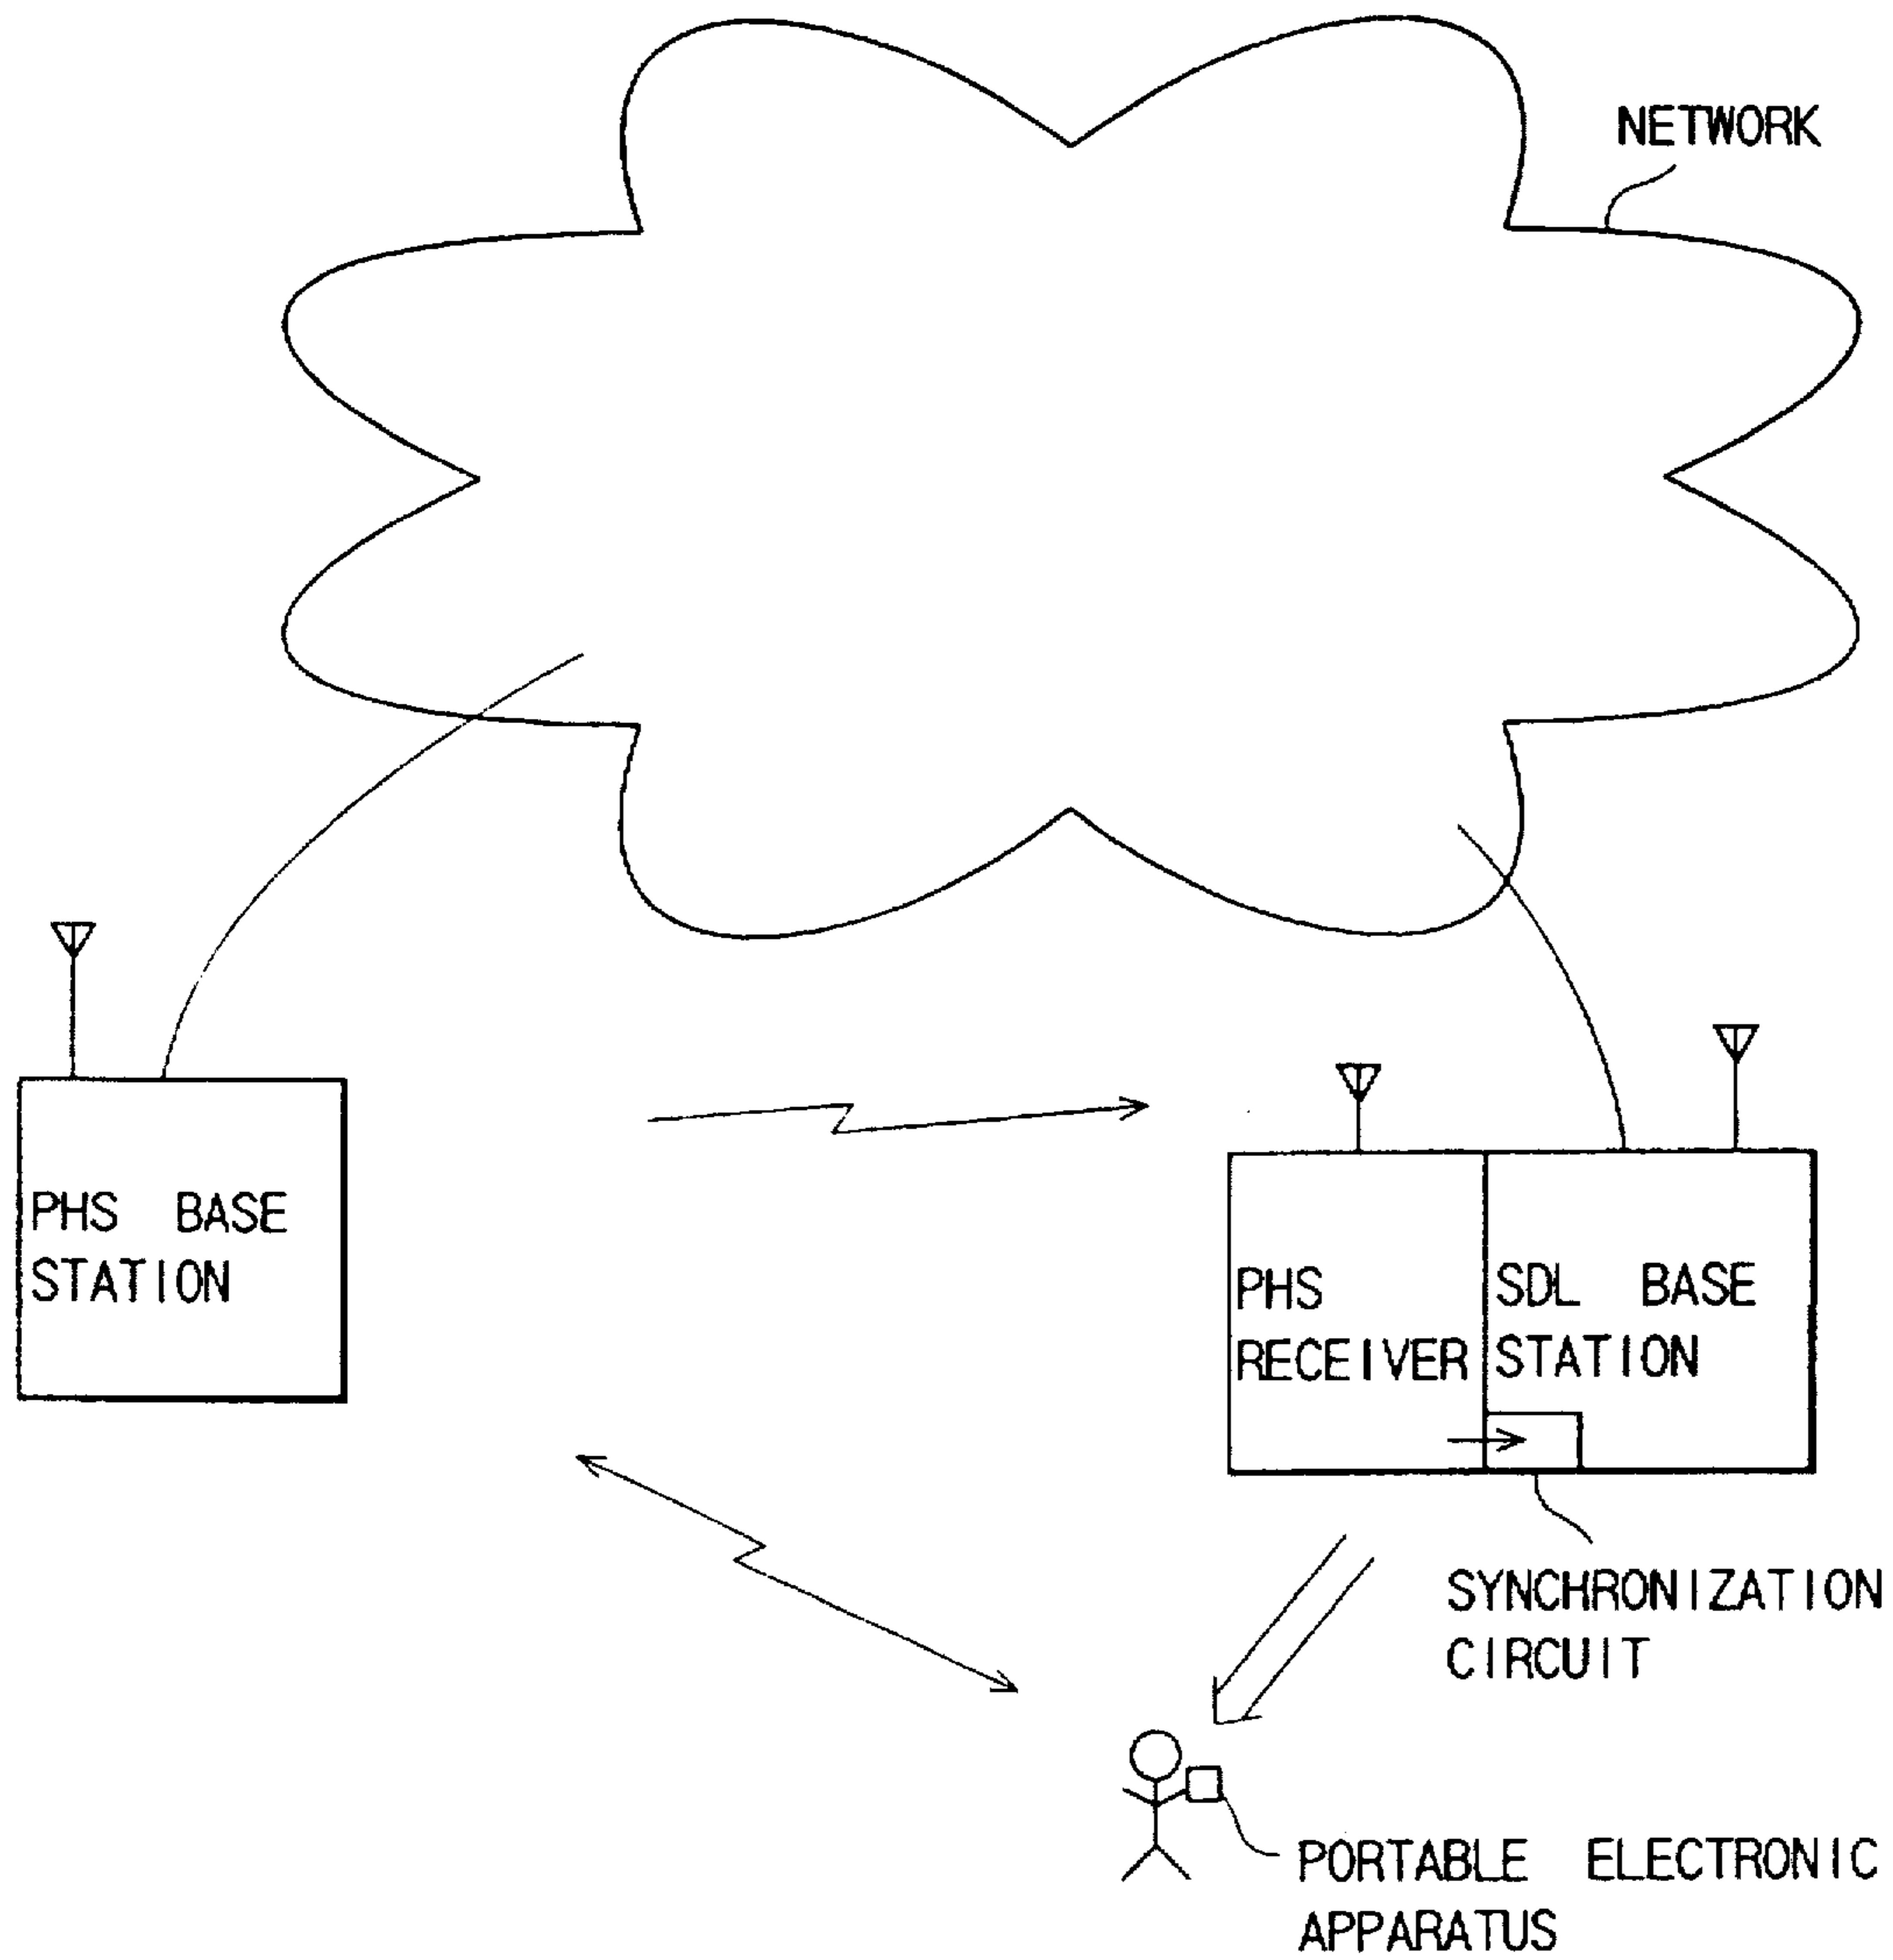 NETWORK
PHS BASE
STATION
PHS
RECEIVER
SDL BASE
STATION
SYNCHRONIZATION
CIRCUIT
PORTABLE ELECTRONIC
APPARATUS